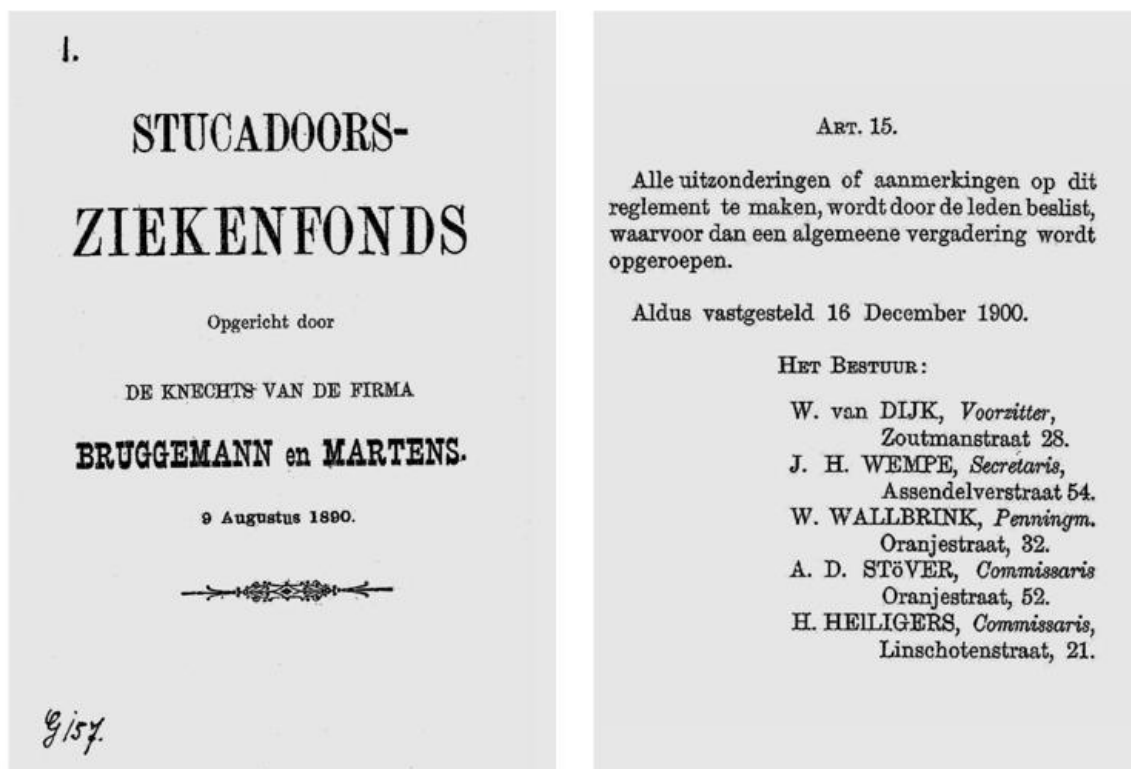 1.
STUCADOORS-
ZIEKENFONDS
Opgericht door
DE KNECHTS VAN DE FIRMA
BRUGGEMANN en MARTENS.
9 Augustus 1890.
G 157.
ART. 15.
Alle uitzonderingen of aanmerkingen op dit
reglement te maken, wordt door de leden beslist,
waarvoor dan een algemeene vergadering wordt
opgeroepen.
Aldus vastgesteld 16 December 1900.
HET BESTUUR:
W. van DIJK, Voorzitter,
Zoutmanstraat 28.
J. H. WEMPE, Secretaris,
Assendelverstraat 54.
W. WALLBRINK, Penningm.
Oranjestraat, 32.
A. D. STöVER, Commissaris
Oranjestraat, 52.
H. HEILIGERS, Commissaris,
Linschotenstraat, 21.